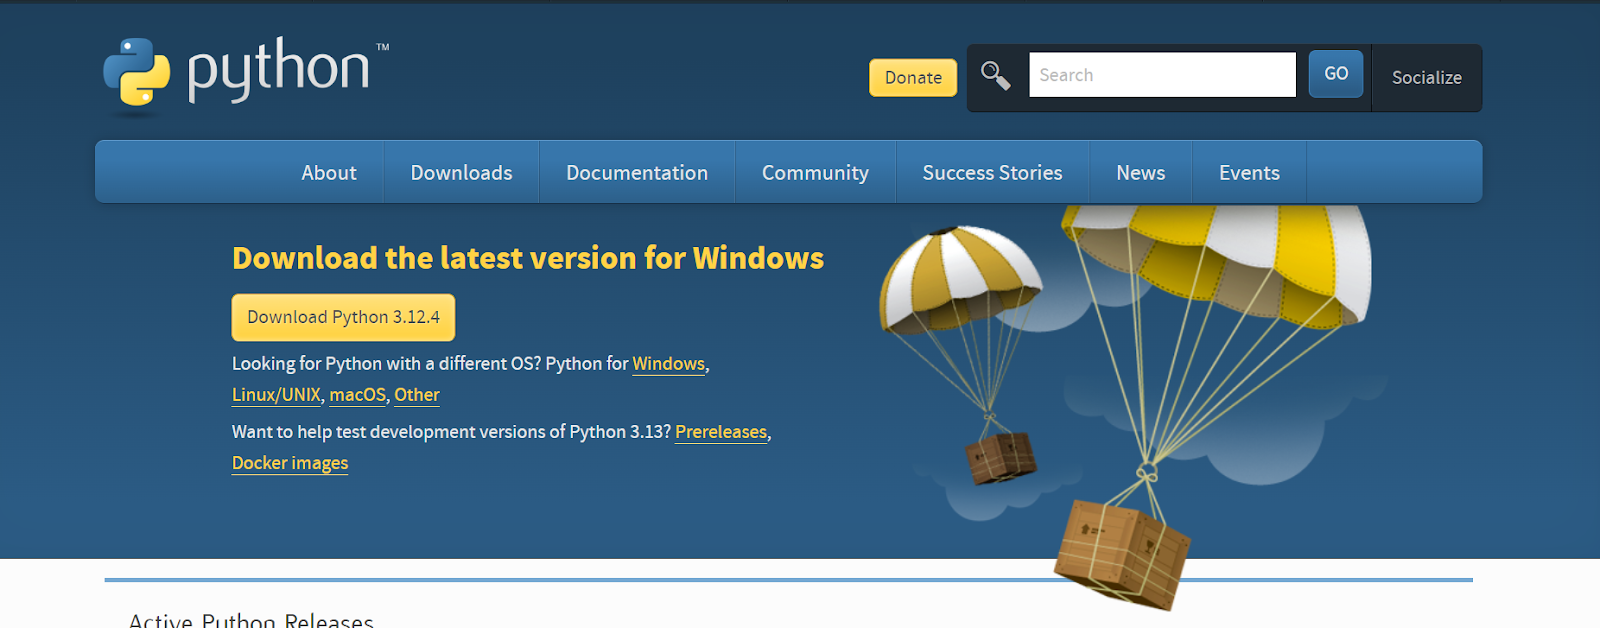 python™
Donate
Search
GO
Socialize
About
Downloads
Documentation
Community
Success Stories
News
Events
Download the latest version for Windows
Download Python 3.12.4
Looking for Python with a different OS? Python for Windows,
Linux/UNIX, macOS, Other
Want to help test development versions of Python 3.13? Prereleases,
Docker images
Active Python Releases